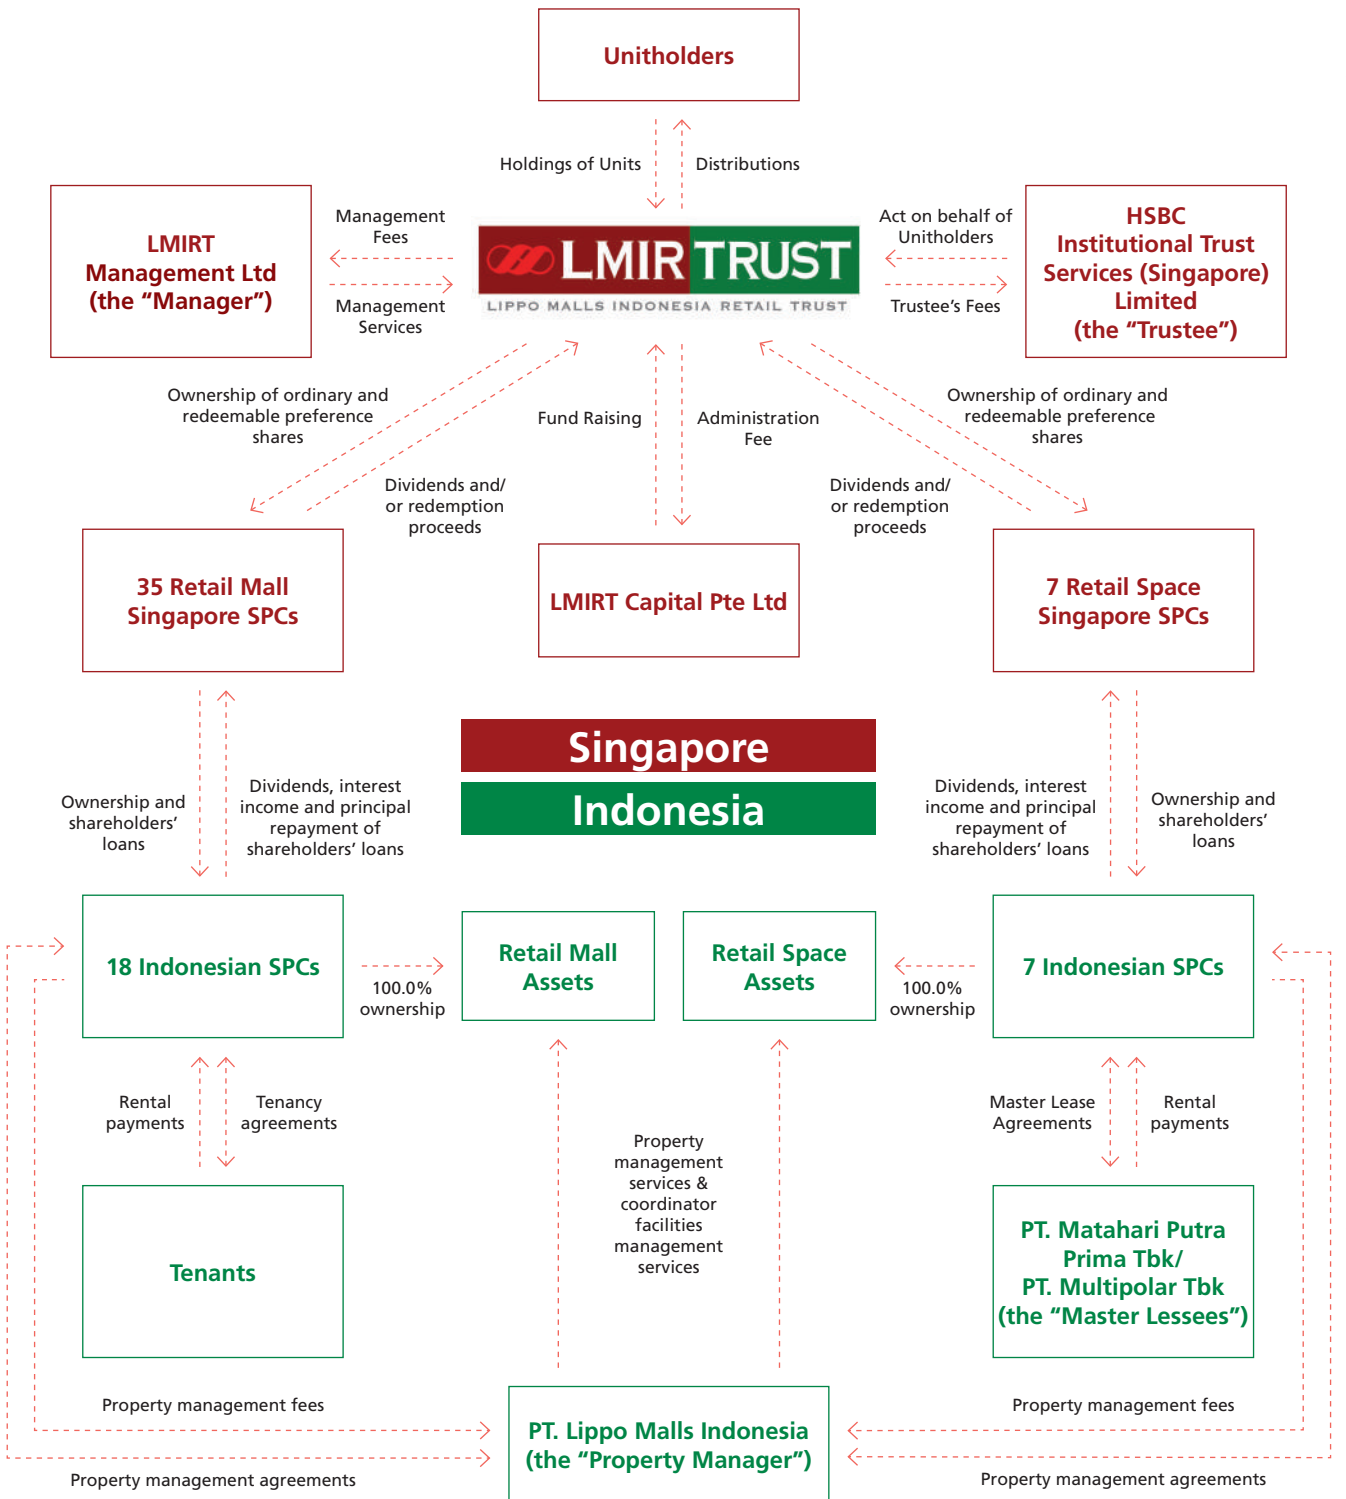 Unitholders
Holdings of Units
Distributions
LMIRT
Management Ltd
(the “Manager”)
Management
Fees
Management
Services
LMIR TRUST
LIPPO MALLS INDONESIA RETAIL TRUST
Act on behalf of
Unitholders
Trustee’s Fees
HSBC
Institutional Trust
Services (Singapore)
Limited
(the “Trustee”)
Ownership of ordinary and
redeemable preference
shares
Dividends and/
or redemption
proceeds
Fund Raising
Administration
Fee
Dividends and/
or redemption
proceeds
Ownership of ordinary and
redeemable preference
shares
35 Retail Mall
Singapore SPCs
LMIRT Capital Pte Ltd
7 Retail Space
Singapore SPCs
Singapore
Indonesia
Ownership and
shareholders’
loans
Dividends, interest
income and principal
repayment of
shareholders’ loans
Dividends, interest
income and principal
repayment of
shareholders’ loans
Ownership and
shareholders’
loans
18 Indonesian SPCs
100.0%
ownership
Retail Mall
Assets
Retail Space
Assets
100.0%
ownership
7 Indonesian SPCs
Rental
payments
Tenancy
agreements
Property
management
services &
coordinator
facilities
management
services
Master Lease
Agreements
Rental
payments
Tenants
PT. Matahari Putra
Prima Tbk/
PT. Multipolar Tbk
(the “Master Lessees”)
Property management fees
Property management agreements
PT. Lippo Malls Indonesia
(the “Property Manager”)
Property management fees
Property management agreements